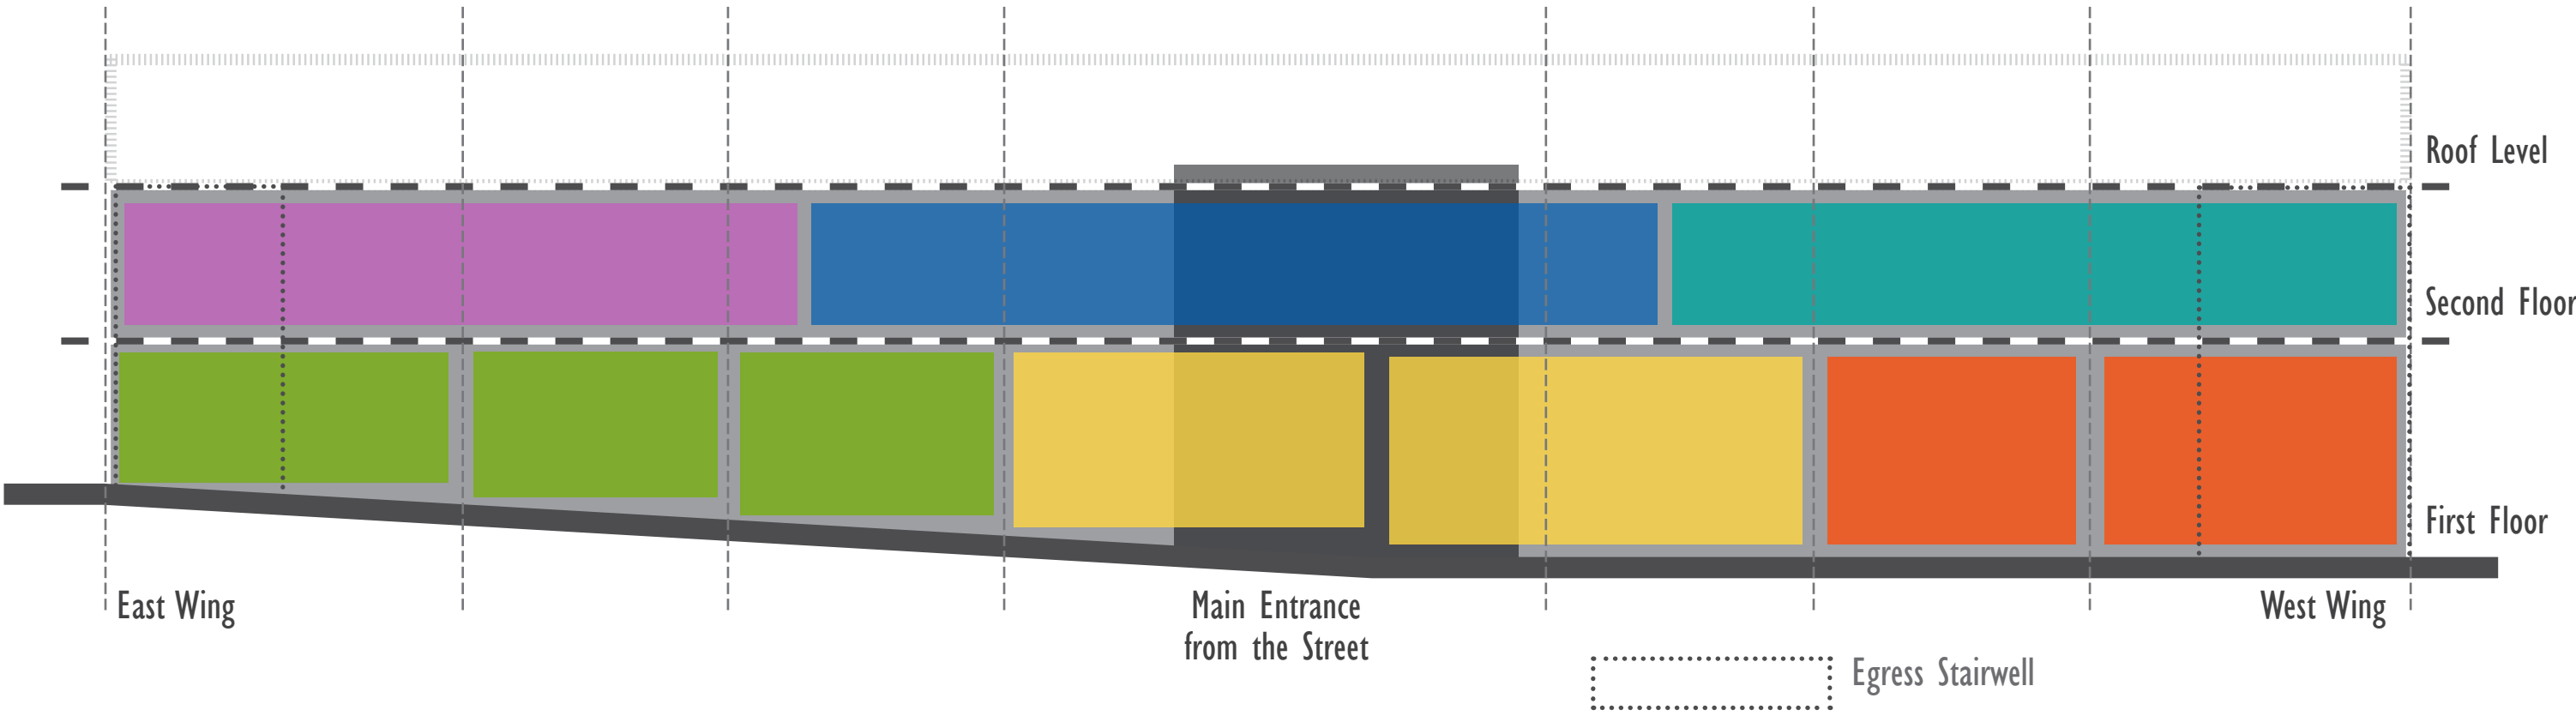 Roof Level
Second Floor
First Floor
East Wing
Main Entrance
from the Street
West Wing
Egress Stairwell